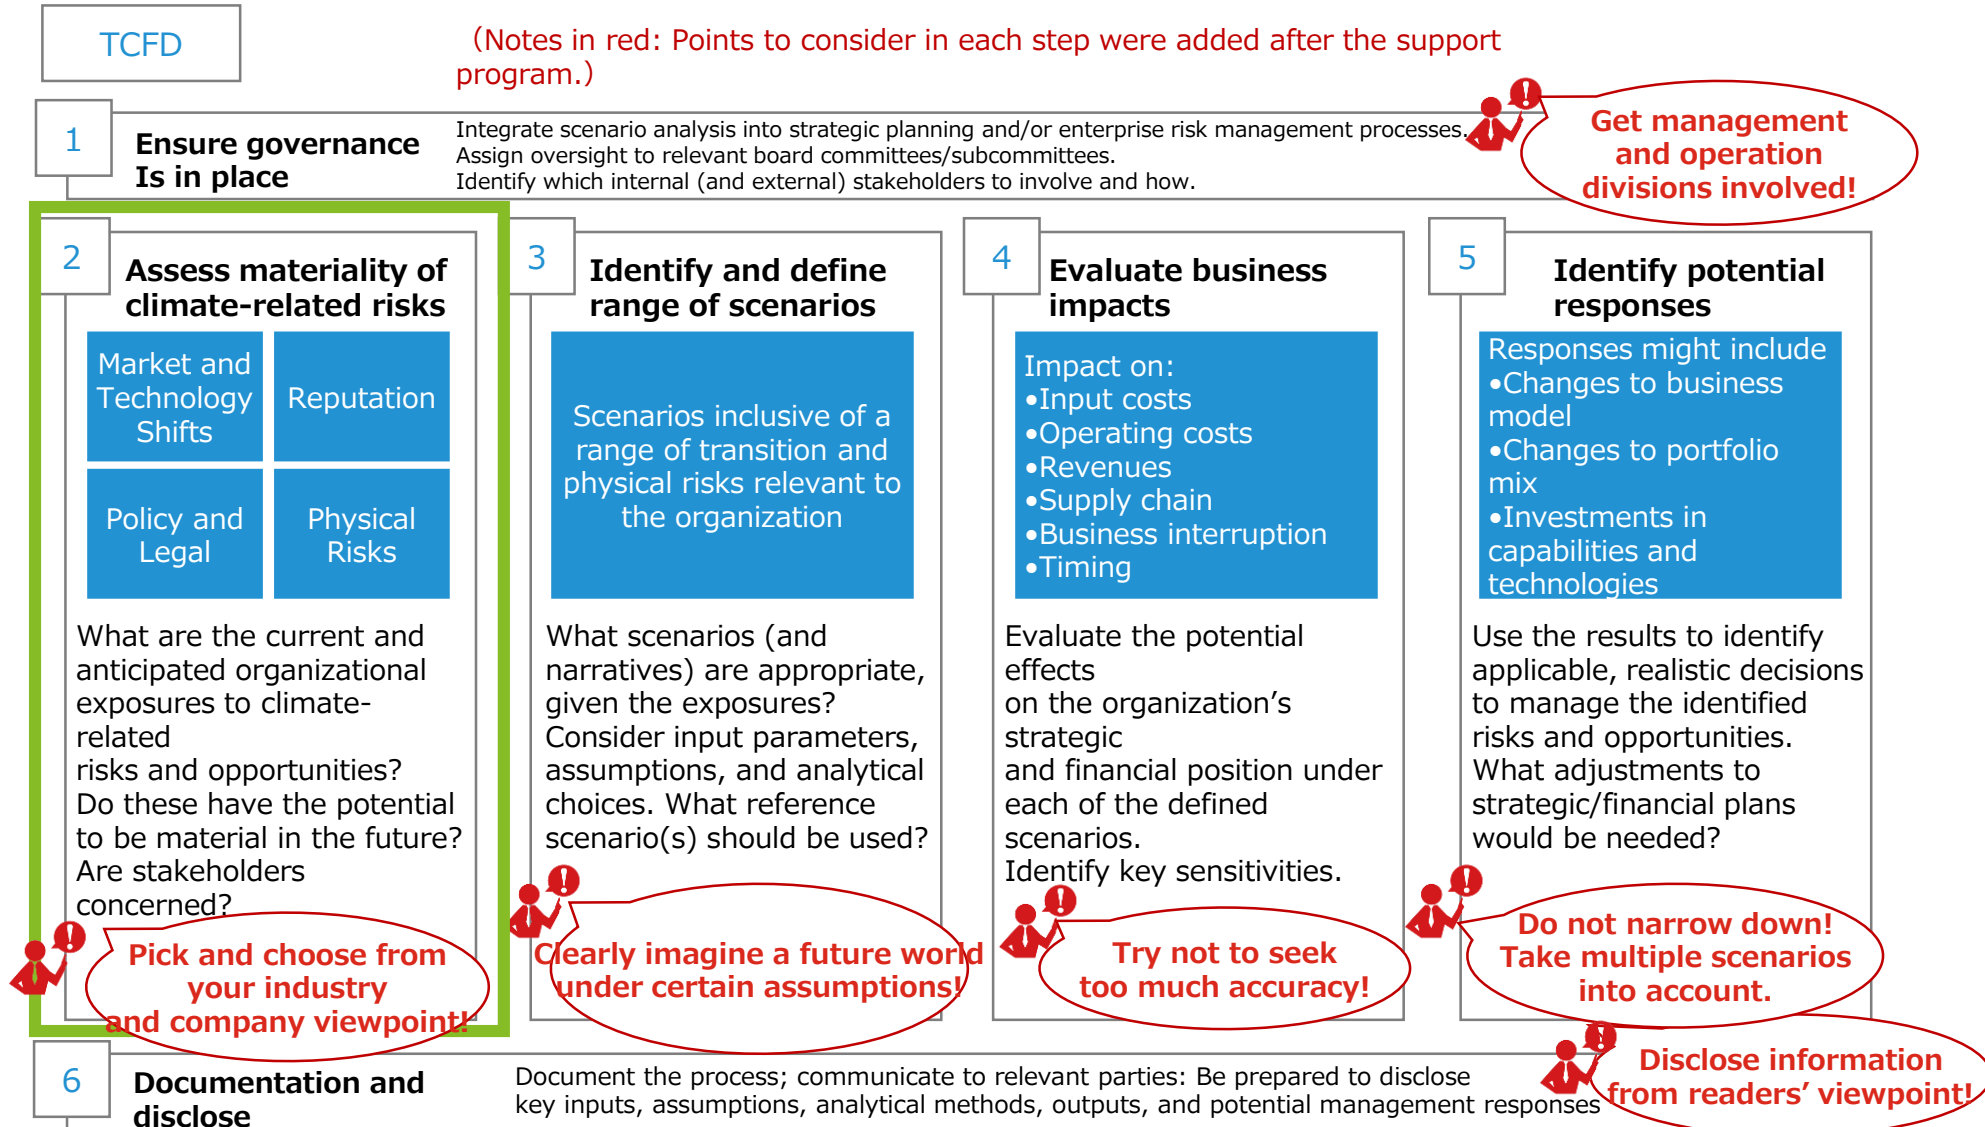 TCFD
（Notes in red: Points to consider in each step were added after the support
program.）
1
Ensure governance
Is in place
Integrate scenario analysis into strategic planning and/or enterprise risk management processes.
Assign oversight to relevant board committees/subcommittees.
Identify which internal (and external) stakeholders to involve and how.
Get management
and operation
divisions involved!
2
Assess materiality of
climate-related risks
Market and
Technology
Shifts
Reputation
Policy and
Legal
Physical
Risks
What are the current and
anticipated organizational
exposures to climate-
related
risks and opportunities?
Do these have the potential
to be material in the future?
Are stakeholders
concerned?
Pick and choose from
your industry
and company viewpoint!
3
Identify and define
range of scenarios
Scenarios inclusive of a
range of transition and
physical risks relevant to
the organization
What scenarios (and
narratives) are appropriate,
given the exposures?
Consider input parameters,
assumptions, and analytical
choices. What reference
scenario(s) should be used?
Clearly imagine a future world
under certain assumptions!
4
Evaluate business
impacts
Impact on:
•Input costs
•Operating costs
•Revenues
•Supply chain
•Business interruption
•Timing
Evaluate the potential
effects
on the organization’s
strategic
and financial position under
each of the defined
scenarios.
Identify key sensitivities.
Try not to seek
too much accuracy!
5
Identify potential
responses
Responses might include
•Changes to business
model
•Changes to portfolio
mix
•Investments in
capabilities and
technologies
Use the results to identify
applicable, realistic decisions
to manage the identified
risks and opportunities.
What adjustments to
strategic/financial plans
would be needed?
Do not narrow down!
Take multiple scenarios
into account.
6
Documentation and
disclose
Document the process; communicate to relevant parties: Be prepared to disclose
key inputs, assumptions, analytical methods, outputs, and potential management responses
Disclose information
from readers’ viewpoint!